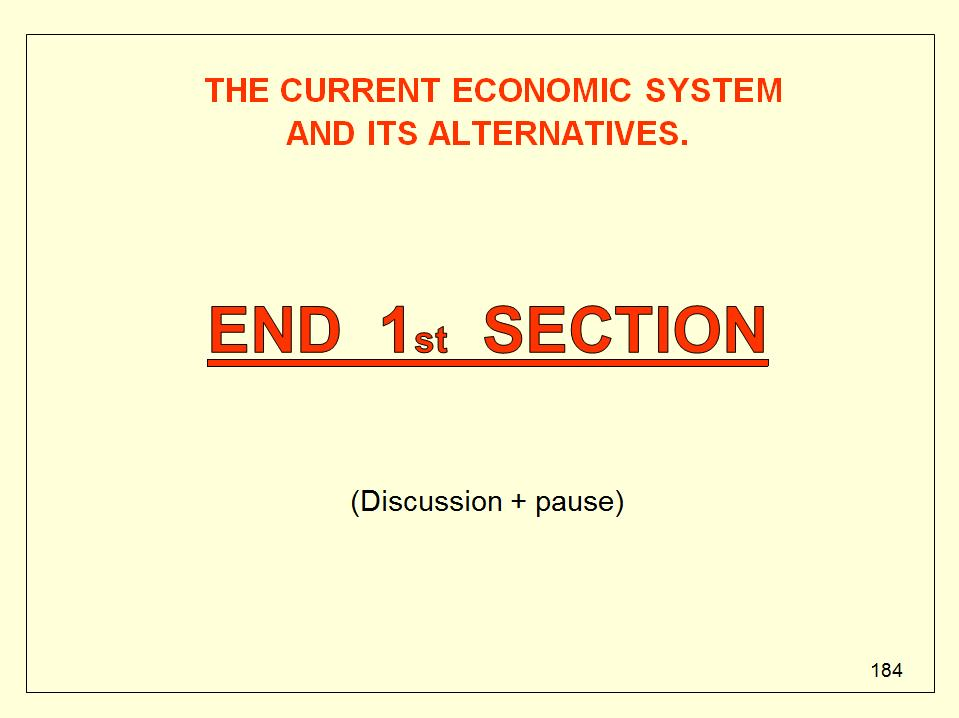 THE CURRENT ECONOMIC SYSTEM
AND ITS ALTERNATIVES.
END 1st SECTION
(Discussion + pause)
184